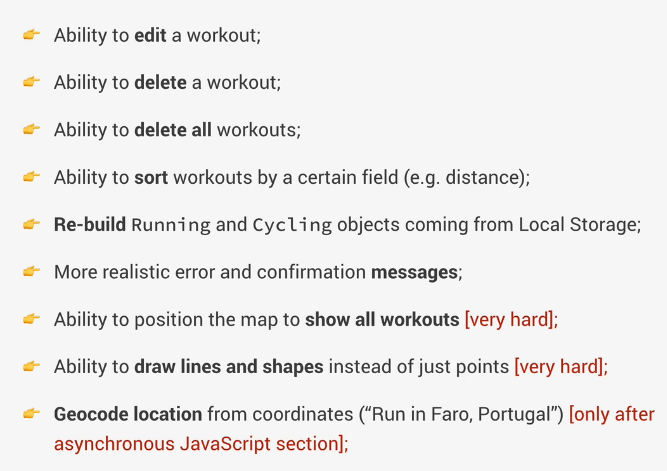 👉 Ability to edit a workout;
👉 Ability to delete a workout;
👉 Ability to delete all workouts;
👉 Ability to sort workouts by a certain field (e.g. distance);
👉 Re-build Running and Cycling objects coming from Local Storage;
👉 More realistic error and confirmation messages;
👉 Ability to position the map to show all workouts [very hard];
👉 Ability to draw lines and shapes instead of just points [very hard];
👉 Geocode location from coordinates (“Run in Faro, Portugal”) [only after
asynchronous JavaScript section];